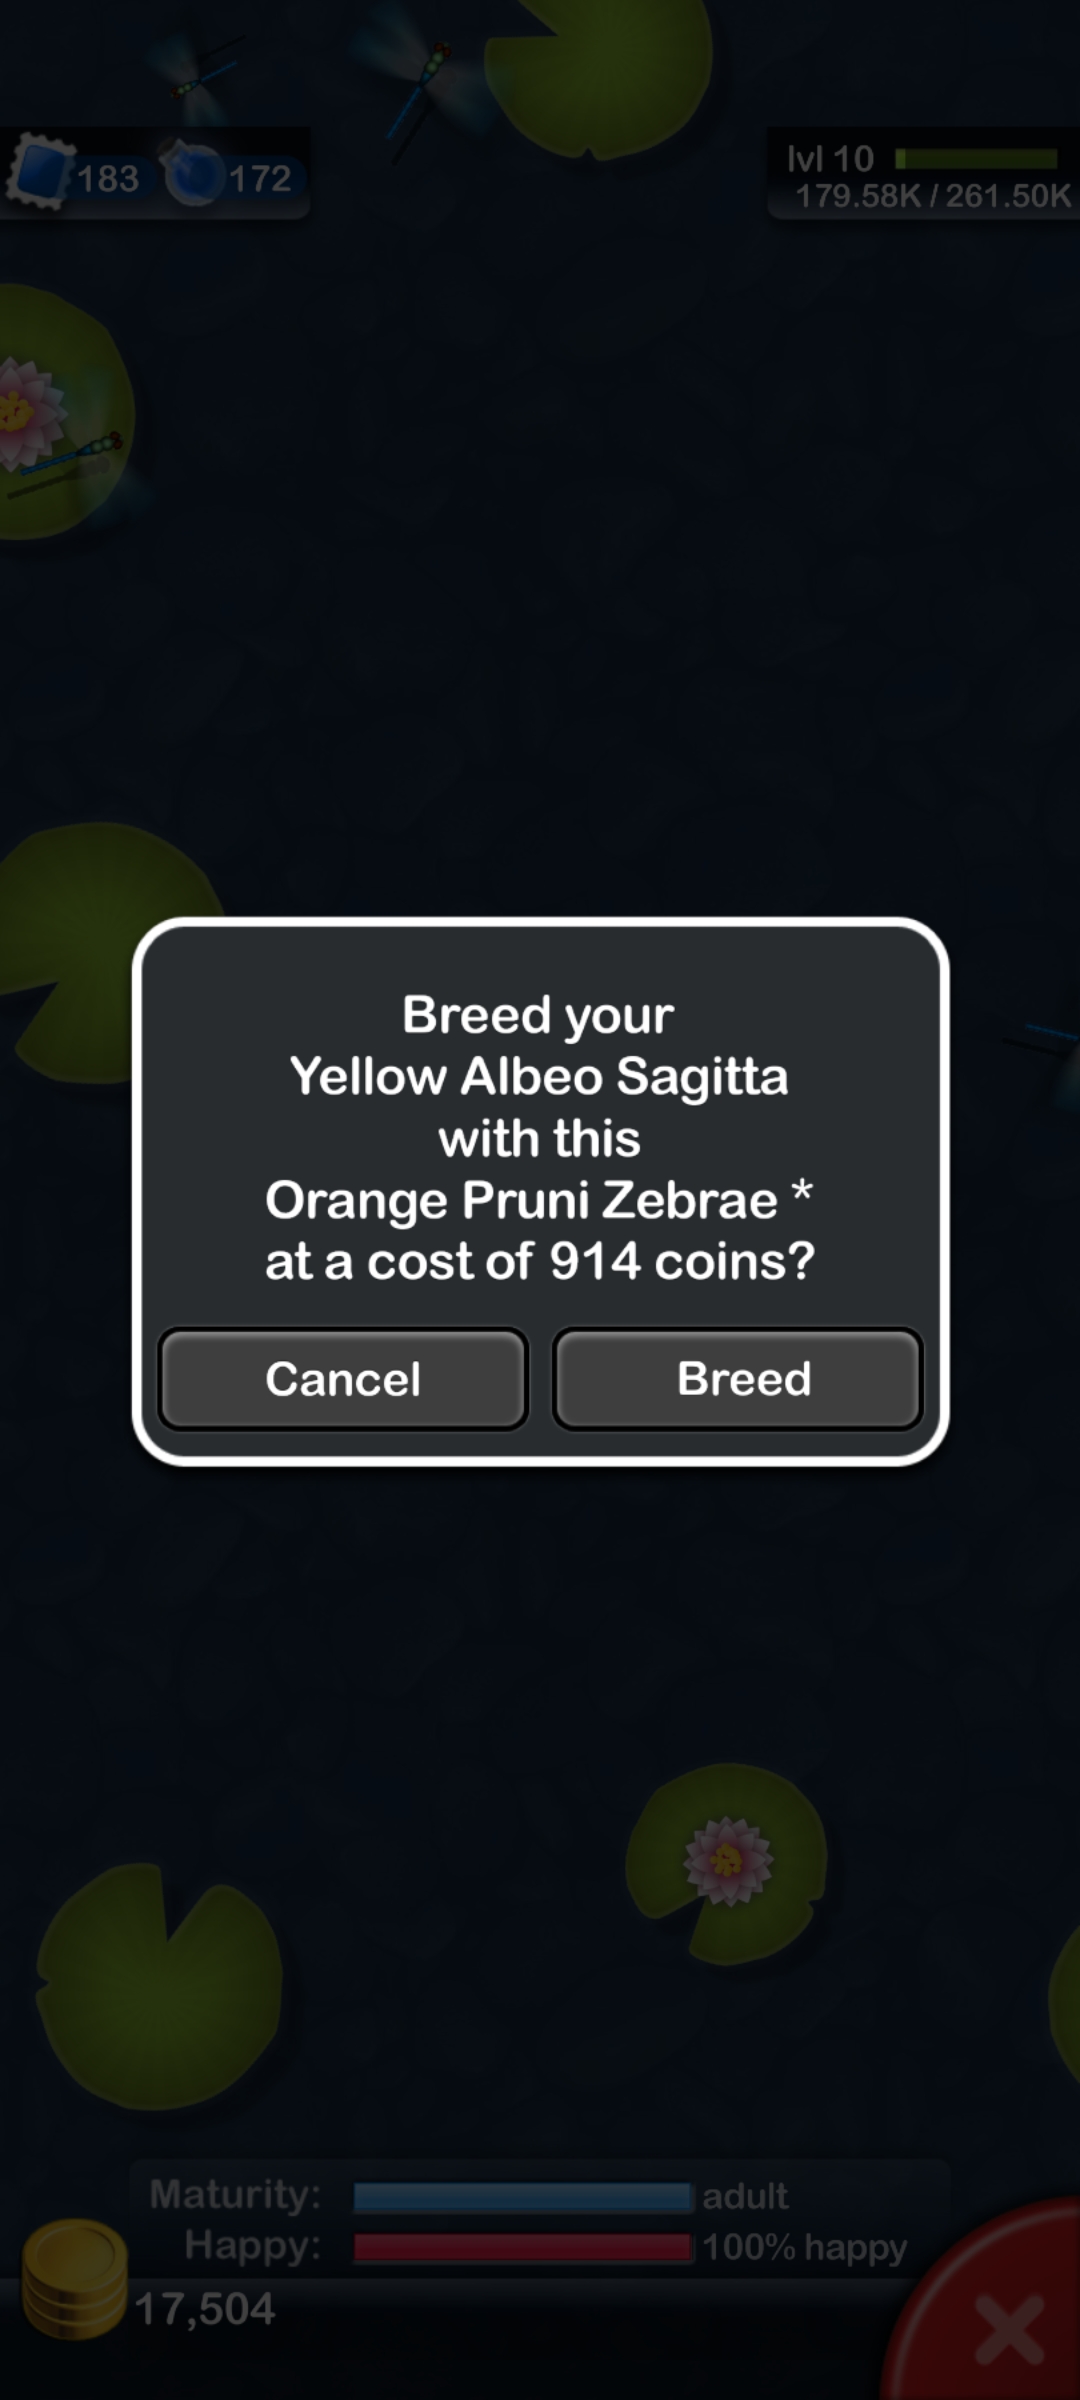 183 172
lvl 10
179.58K / 261.50K
Breed your
Yellow Albeo Sagitta
with this
Orange Pruni Zebrae *
at a cost of 914 coins?
Cancel Breed
Maturity: adult
Happy: 100% happy
17,504